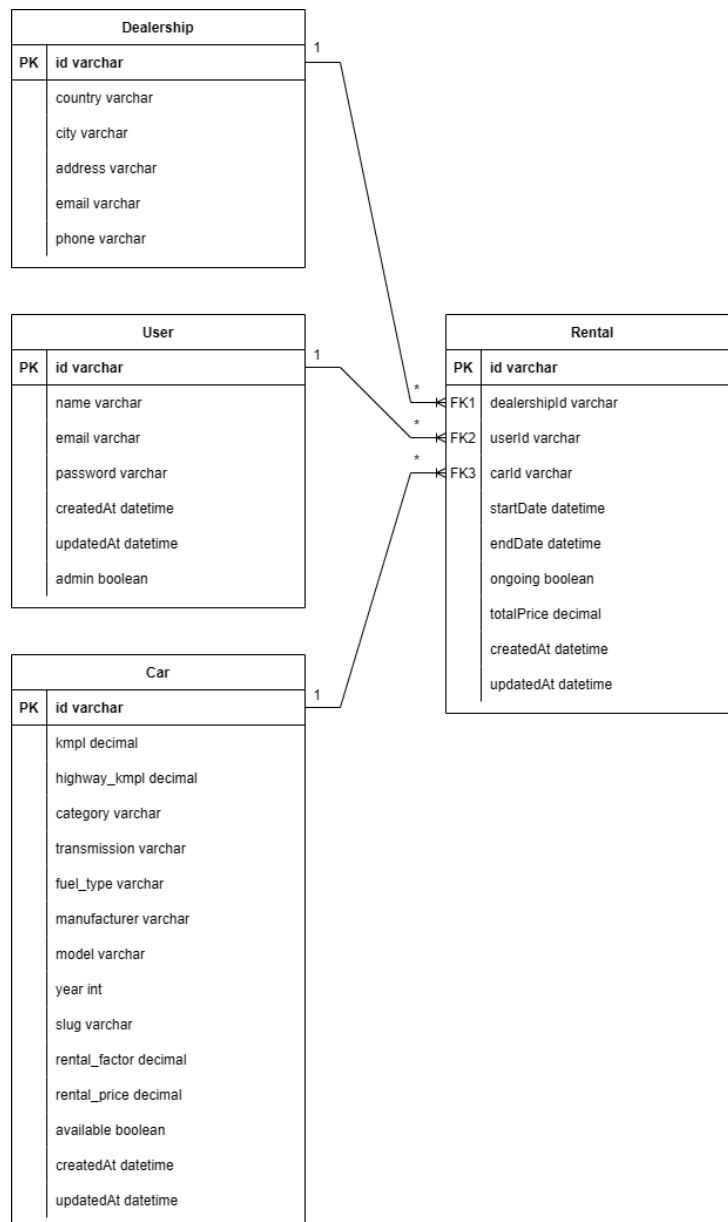 Dealership
PK id varchar
country varchar
city varchar
address varchar
email varchar
phone varchar
1
User
PK id varchar
name varchar
email varchar
password varchar
createdAt datetime
updatedAt datetime
admin boolean
1
Car
PK id varchar
kmpl decimal
highway_kmpl decimal
category varchar
transmission varchar
fuel_type varchar
manufacturer varchar
model varchar
year int
slug varchar
rental_factor decimal
rental_price decimal
available boolean
createdAt datetime
updatedAt datetime
1
Rental
PK id varchar
* FK1 dealershipId varchar
* FK2 userId varchar
* FK3 carId varchar
startDate datetime
endDate datetime
ongoing boolean
totalPrice decimal
createdAt datetime
updatedAt datetime